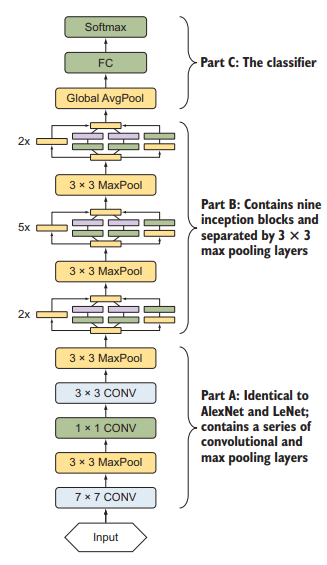 Softmax
FC
Global AvgPool
Part C: The classifier
2x
3 × 3 MaxPool
5x
3 × 3 MaxPool
2x
Part B: Contains nine
inception blocks and
separated by 3 × 3
max pooling layers
3 × 3 MaxPool
3 × 3 CONV
1 × 1 CONV
3 × 3 MaxPool
7 × 7 CONV
Part A: Identical to
AlexNet and LeNet;
contains a series of
convolutional and
max pooling layers
Input